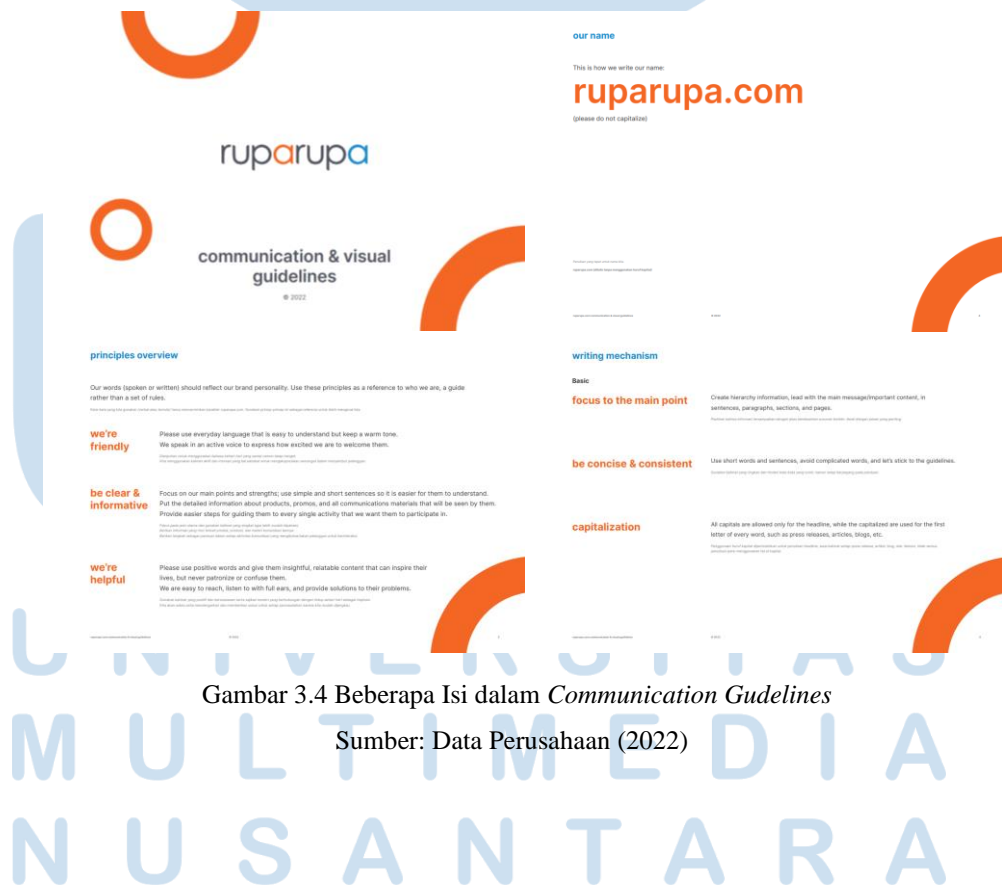 ruparupa
communication & visual
guidelines
© 2022
our name
This is how we write our name:
ruparupa.com
(please do not capitalize)
principles overview
Our words (spoken or written) should reflect our brand personality. Use these principles as a reference to who we are, a guide
rather than a set of rules.
we're
friendly
Please use everyday language that is easy to understand but keep a warm tone.
We speak in an active voice to express how excited we are to welcome them.
be clear &
informative
Focus on our main points and strengths; use simple and short sentences so it is easier for them to understand.
Put the detailed information about products, promos, and all communications materials that will be seen by them.
Provide easier steps for guiding them to every single activity that we want them to participate in.
we're
helpful
Please use positive words and give them insightful, relatable content that can inspire their
lives, but never patronize or confuse them.
We are easy to reach, listen to with full ears, and provide solutions to their problems.
writing mechanism
Basic
focus to the main point
Create hierarchy information, lead with the main message/important content, in
sentences, paragraphs, sections, and pages.
be concise & consistent
Use short words and sentences, avoid complicated words, and let's stick to the guidelines.
capitalization
All capitals are allowed only for the headline, while the capitalized are used for the first
letter of every word, such as press releases, articles, blogs, etc.
UNIVERSITAS
Gambar 3.4 Beberapa Isi dalam Communication Gudelines
Sumber: Data Perusahaan (2022)
MULTIMEDIA
NUSANTARA